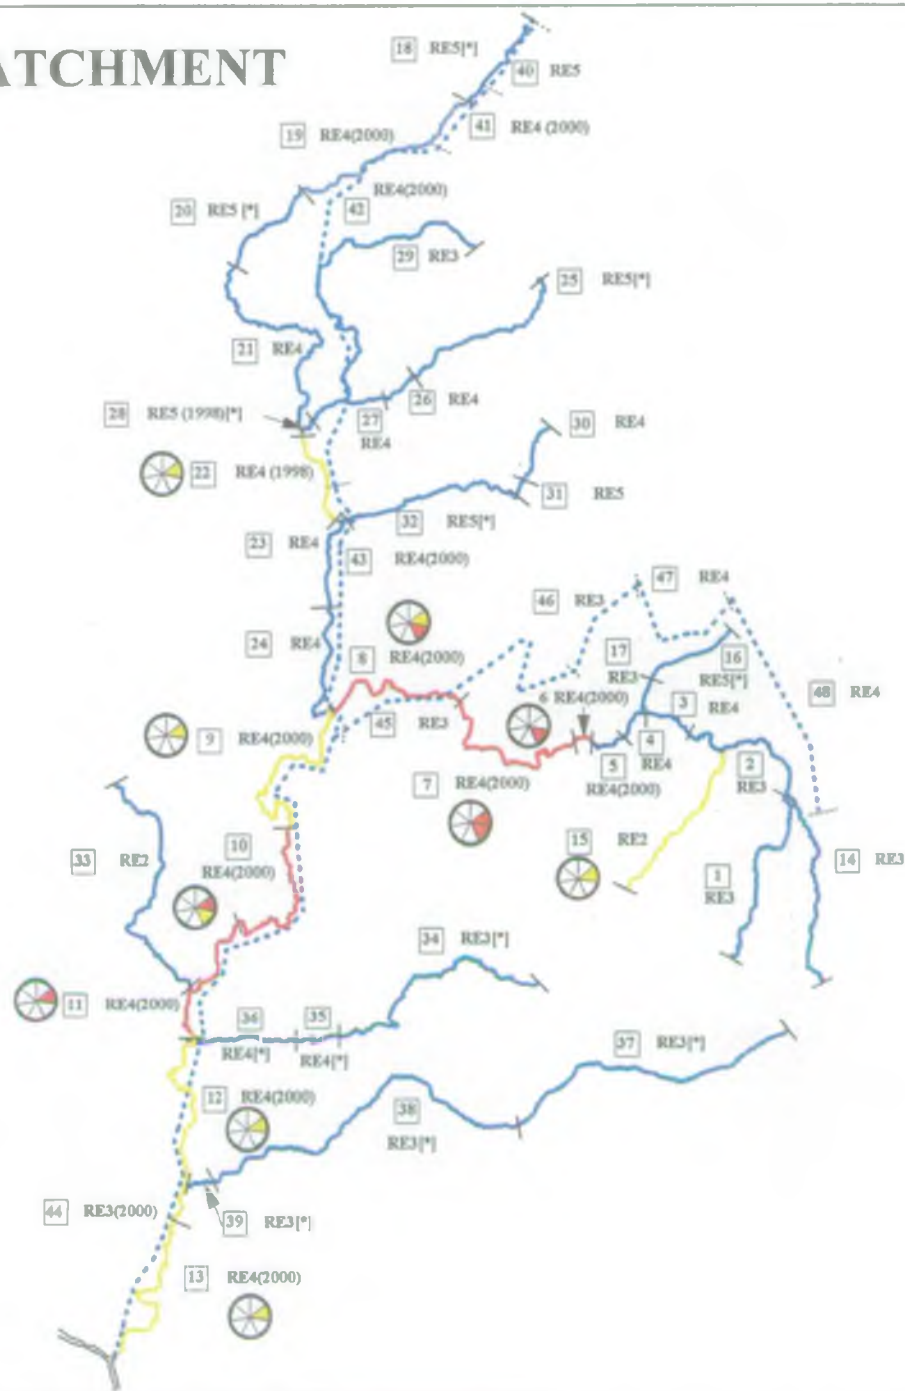 ATCHMENT
18 RE5[*]
40 RE5
41 RE4 (2000)
19 RE4(2000)
RE4(2000)
42
20 RE5 [*]
29 RE3
25 RE5[*]
21 RE4
26 RE4
28 RE5 (1998)[*]
27
RE4
30 RE4
22 RE4 (1998)
31 RE5
32
RE5[*]
23 RE4
43 RE4(2000)
47 RE4
46 RE3
24 RE4
8 RE4(2000)
17
RE3
16
RE5[*]
48 RE4
6 RE4(2000)
3
RE4
45 RE3
9 RE4(2000)
4
RE4
2
RE3
5
RE4(2000)
7 RE4(2000)
15 RE2
10
RE4(2000)
33 RE2
14 RE3
1
RE3
34 RE3[*]
11 RE4(2000)
36
RE4[*]
35
RE4[*]
37 RE3[*]
12 RE4(2000)
38
RE3[*]
44 RE3(2000)
39 RE3[*]
13 RE4(2000)